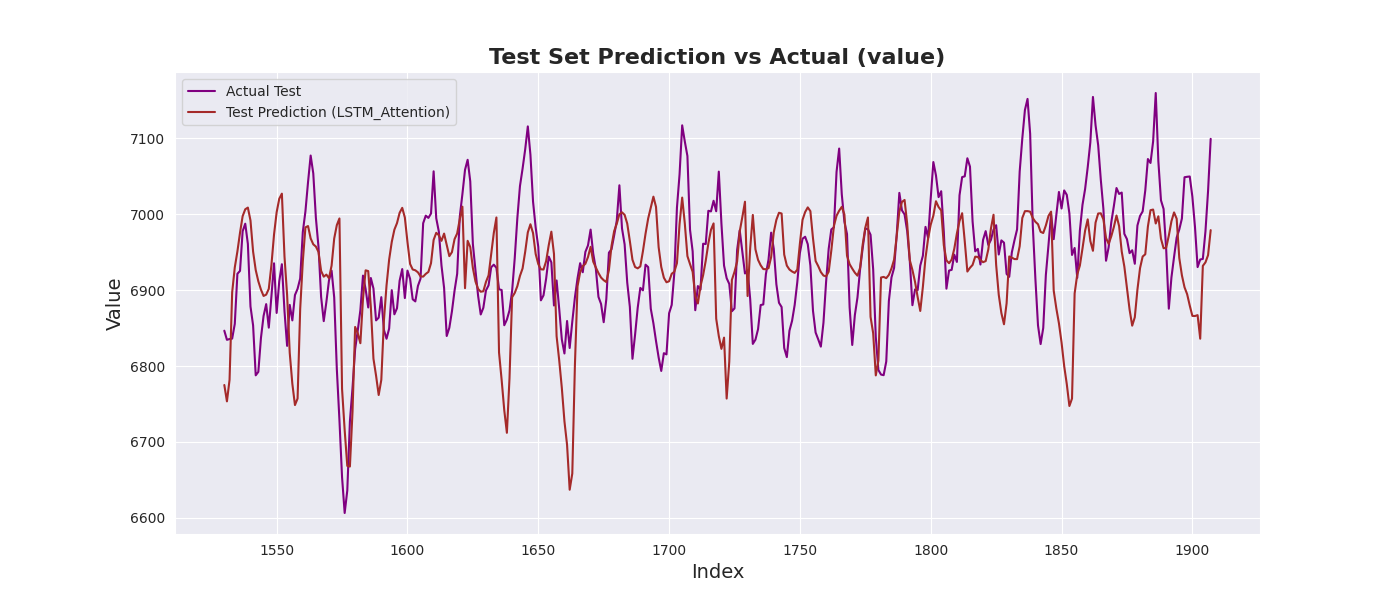 Test Set Prediction vs Actual (value)
Actual Test
Test Prediction (LSTM_Attention)
Value
7100
7000
6900
6800
6700
6600
1550
1600
1650
1700
1750
1800
1850
1900
Index